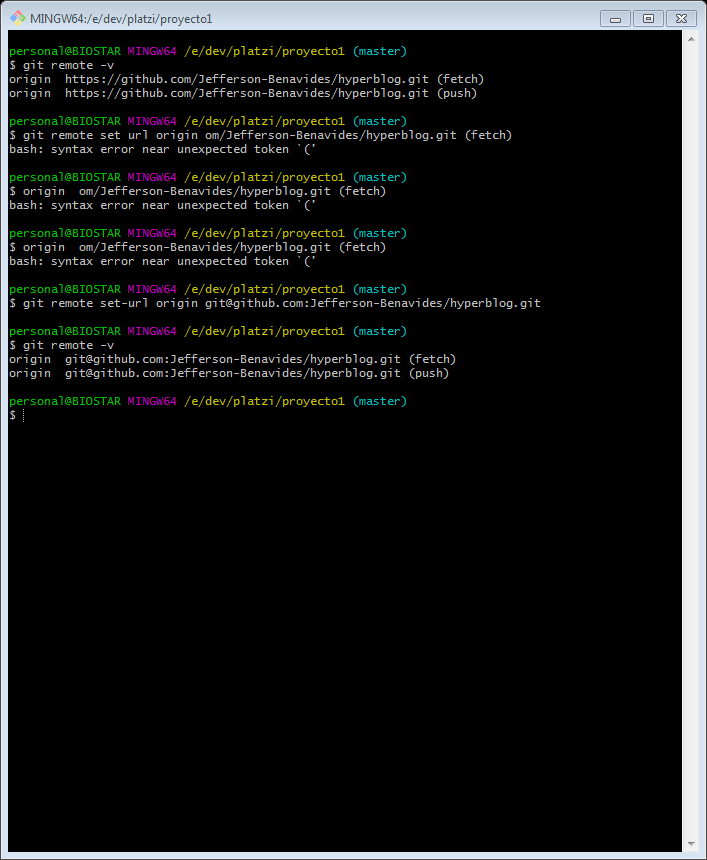 MINGW64:/e/dev/platzi/proyecto1
personal@BIOSTAR MINGW64 /e/dev/platzi/proyecto1 (master)
$ git remote -v
origin  https://github.com/Jefferson-Benavides/hyperblog.git (fetch)
origin  https://github.com/Jefferson-Benavides/hyperblog.git (push)
personal@BIOSTAR MINGW64 /e/dev/platzi/proyecto1 (master)
$ git remote set url origin om/Jefferson-Benavides/hyperblog.git (fetch)
bash: syntax error near unexpected token `('
personal@BIOSTAR MINGW64 /e/dev/platzi/proyecto1 (master)
$ origin  om/Jefferson-Benavides/hyperblog.git (fetch)
bash: syntax error near unexpected token `('
personal@BIOSTAR MINGW64 /e/dev/platzi/proyecto1 (master)
$ origin  om/Jefferson-Benavides/hyperblog.git (fetch)
bash: syntax error near unexpected token `('
personal@BIOSTAR MINGW64 /e/dev/platzi/proyecto1 (master)
$ git remote set-url origin git@github.com:Jefferson-Benavides/hyperblog.git
personal@BIOSTAR MINGW64 /e/dev/platzi/proyecto1 (master)
$ git remote -v
origin  git@github.com:Jefferson-Benavides/hyperblog.git (fetch)
origin  git@github.com:Jefferson-Benavides/hyperblog.git (push)
personal@BIOSTAR MINGW64 /e/dev/platzi/proyecto1 (master)
$